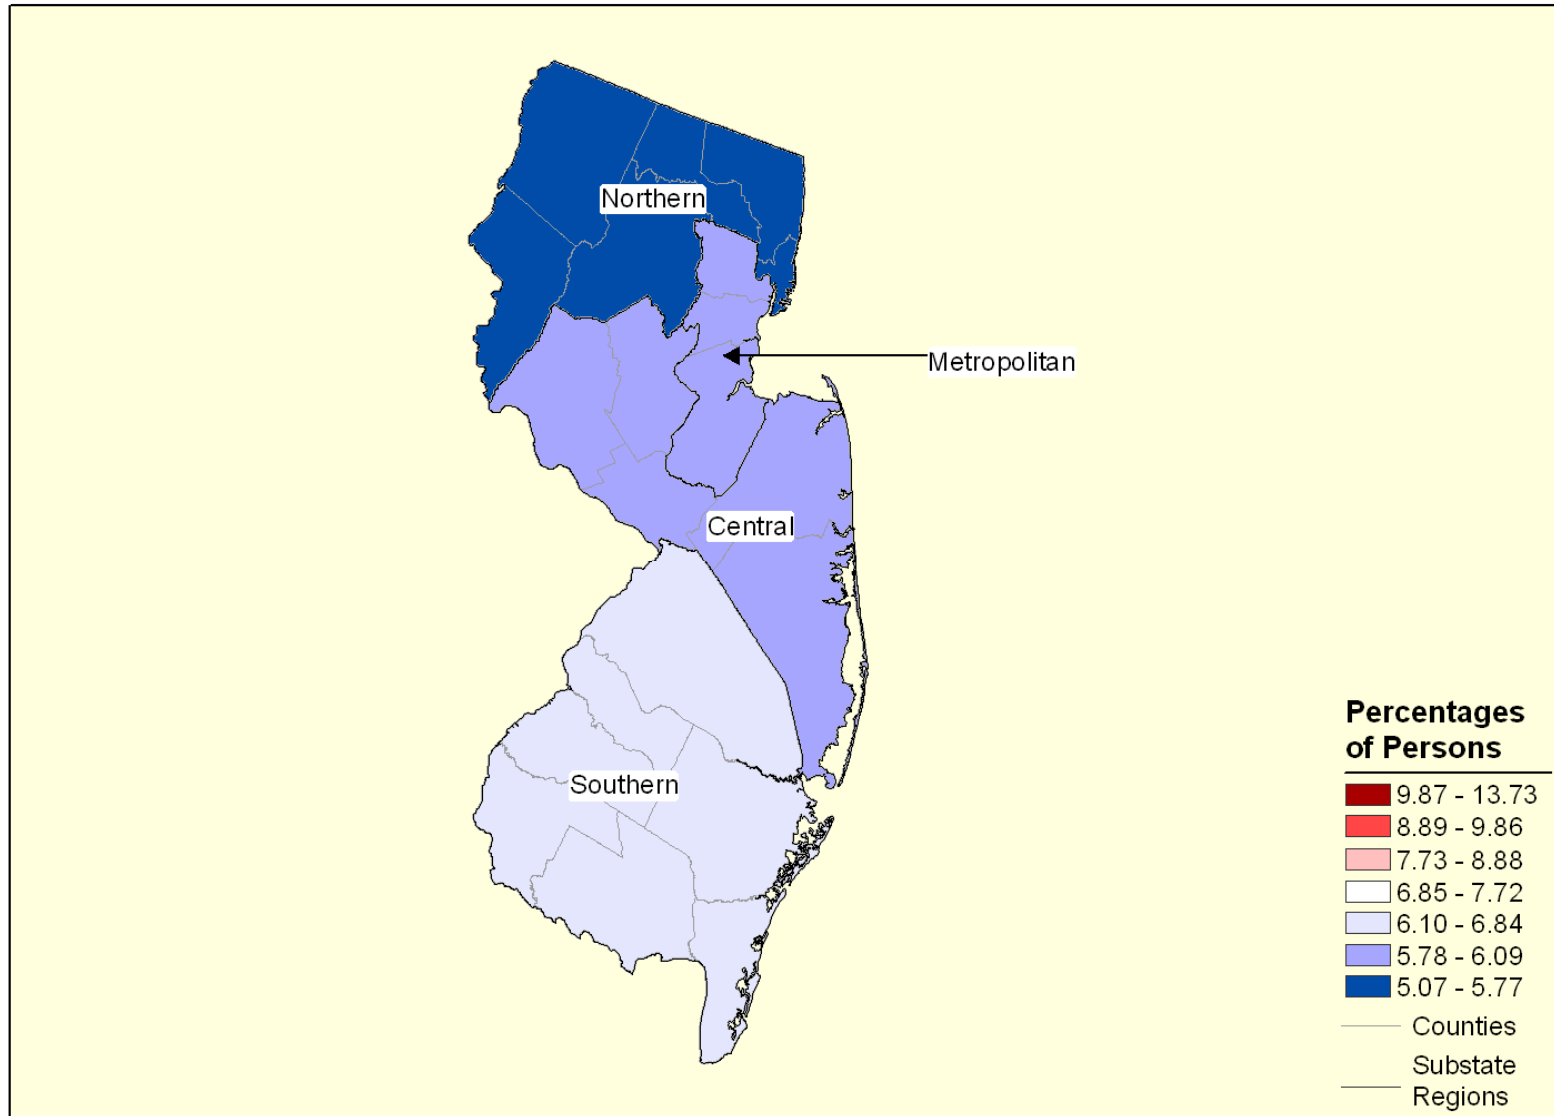 Northern
Metropolitan
Central
Southern
Percentages
of Persons
9.87 - 13.73
8.89 - 9.86
7.73 - 8.88
6.85 - 7.72
6.10 - 6.84
5.78 - 6.09
5.07 - 5.77
Counties
Substate
Regions